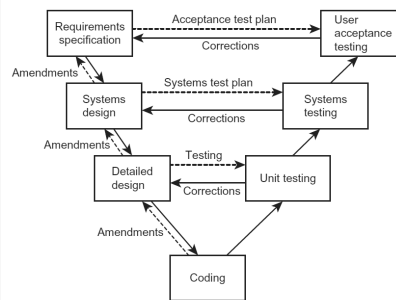 Requirements
specification
Acceptance test plan
Corrections
User
acceptance
testing
Amendments
Systems
design
Systems test plan
Corrections
Systems
testing
Amendments
Detailed
design
Testing
Corrections
Unit testing
Amendments
Coding